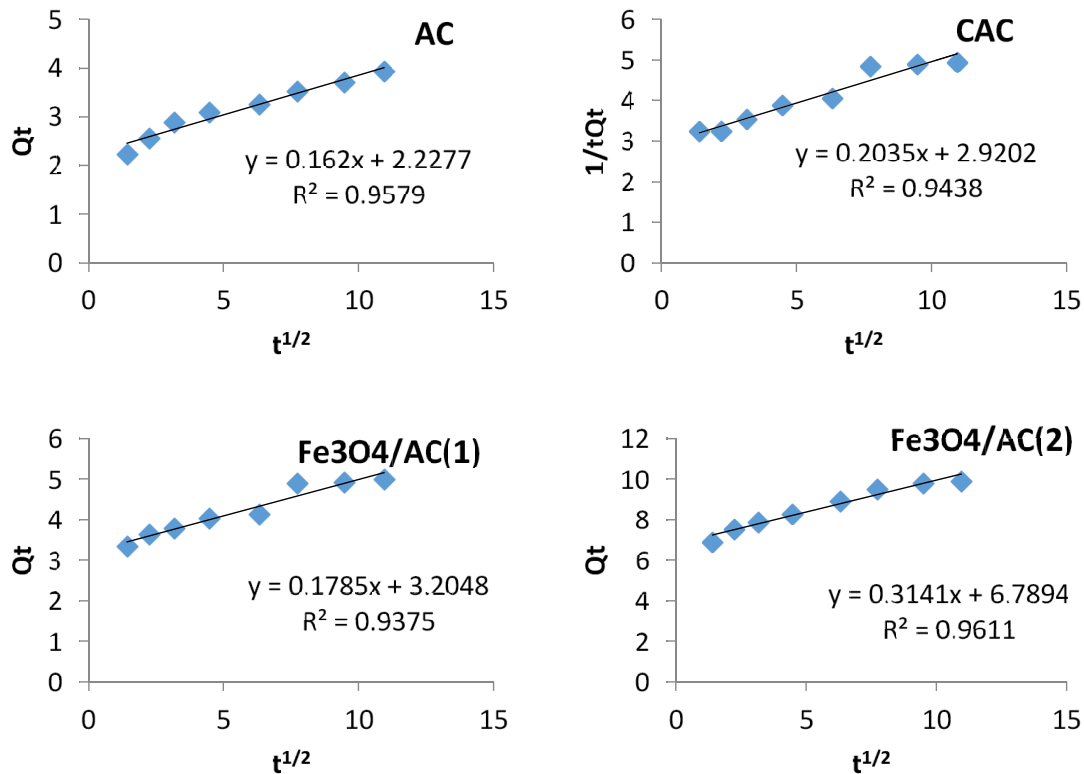 AC
5
4
3
2
1
0
Qt
y = 0.162x + 2.2277
R² = 0.9579
0 5 10 15
t^1/2
CAC
6
5
4
3
2
1
0
1/tQt
y = 0.2035x + 2.9202
R² = 0.9438
0 5 10 15
t^1/2
Fe3O4/AC(1)
6
5
4
3
2
1
0
Qt
y = 0.1785x + 3.2048
R² = 0.9375
0 5 10 15
t^1/2
Fe3O4/AC(2)
12
10
8
6
4
2
0
Qt
y = 0.3141x + 6.7894
R² = 0.9611
0 5 10 15
t^1/2